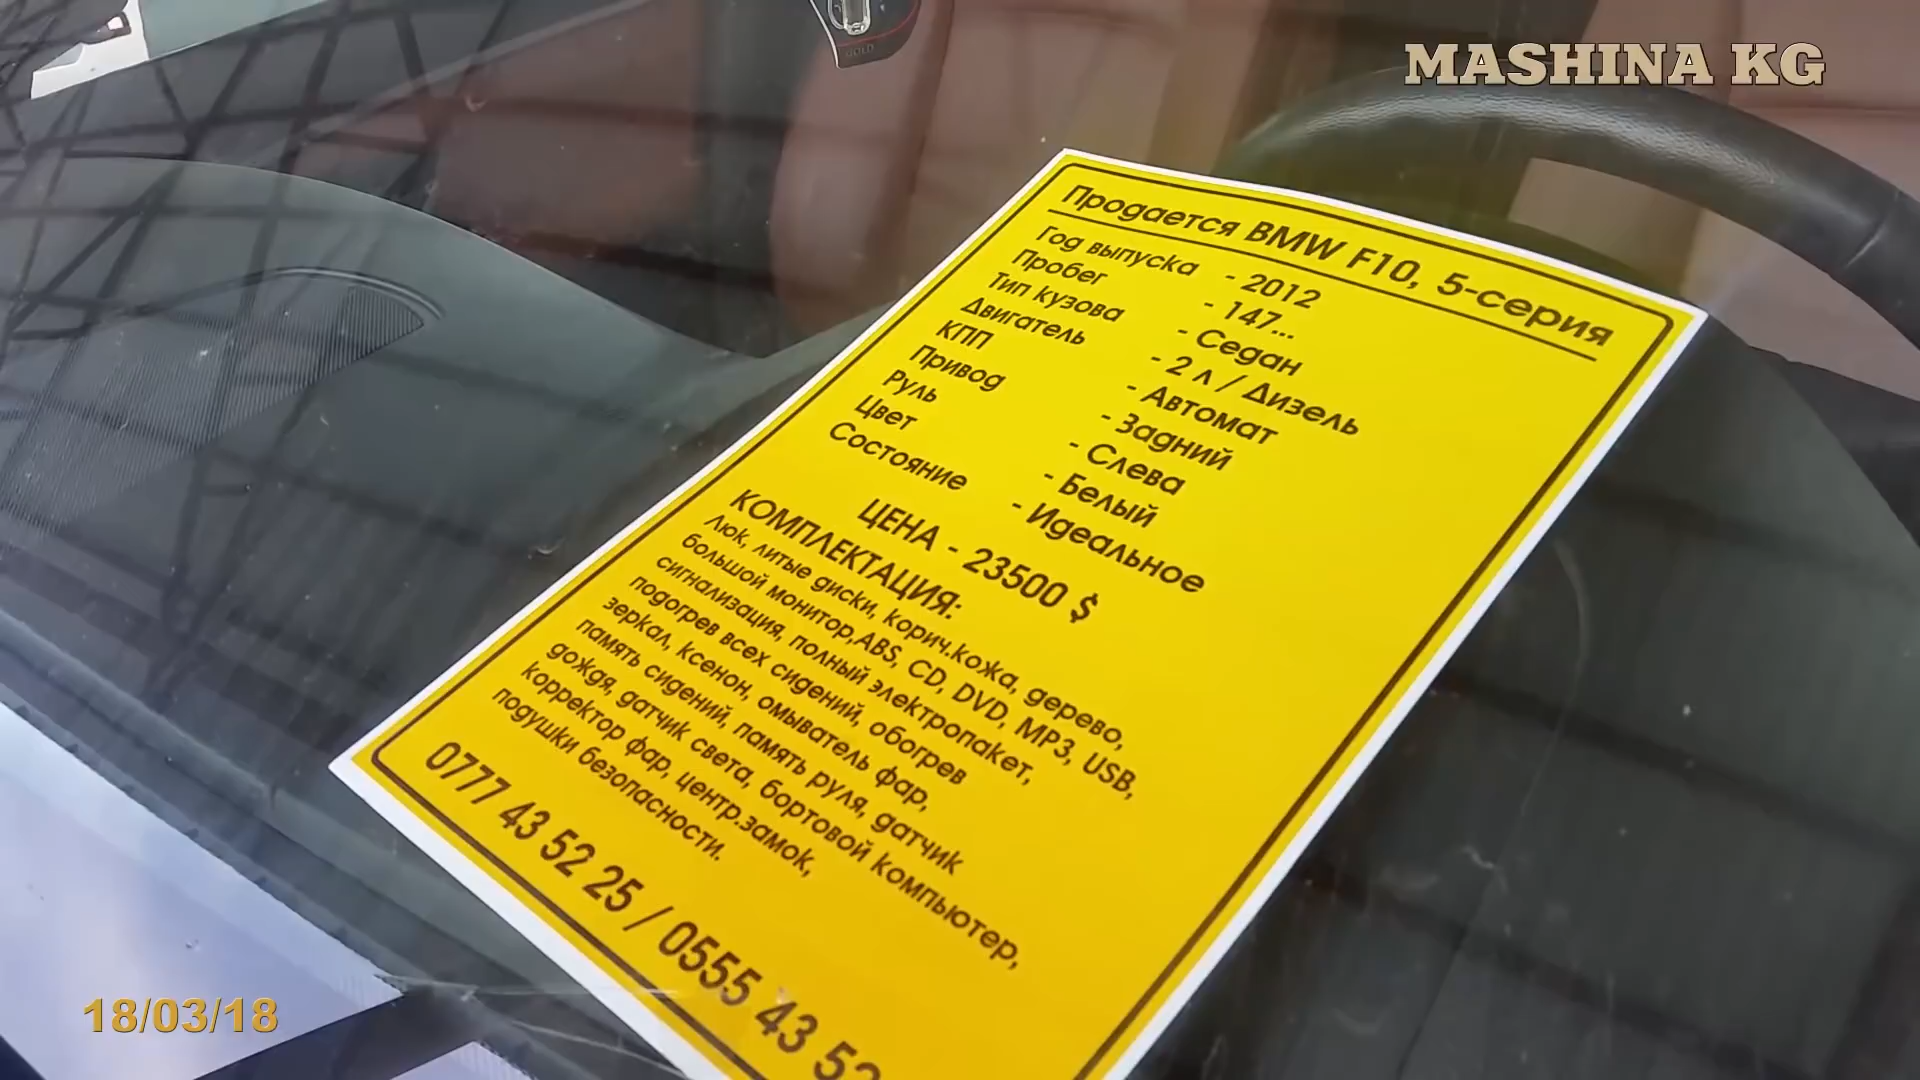 GOLD
MASHINA KG
Продается BMW F10, 5-серия
Год выпуска - 2012
Пробег - 147...
Тип кузова - Седан
Двигатель - 2 л / Дизель
КПП - Автомат
Привод - Задний
Руль - Слева
Цвет - Белый
Состояние - Идеальное
ЦЕНА - 23500 $
КОМПЛЕКТАЦИЯ:
Люк, литые диски, корич.кожа, дерево,
большой монитор,ABS, CD, DVD, MP3, USB,
сигнализация, полный электропакет,
подогрев всех сидений, обогрев
зеркал, ксенон, омыватель фар,
память сидений, память руля, датчик
дождя, датчик света, бортовой компьютер,
корректор фар, центр.замок,
подушки безопасности.
0777 43 52 25 / 0555 43 52
18/03/18